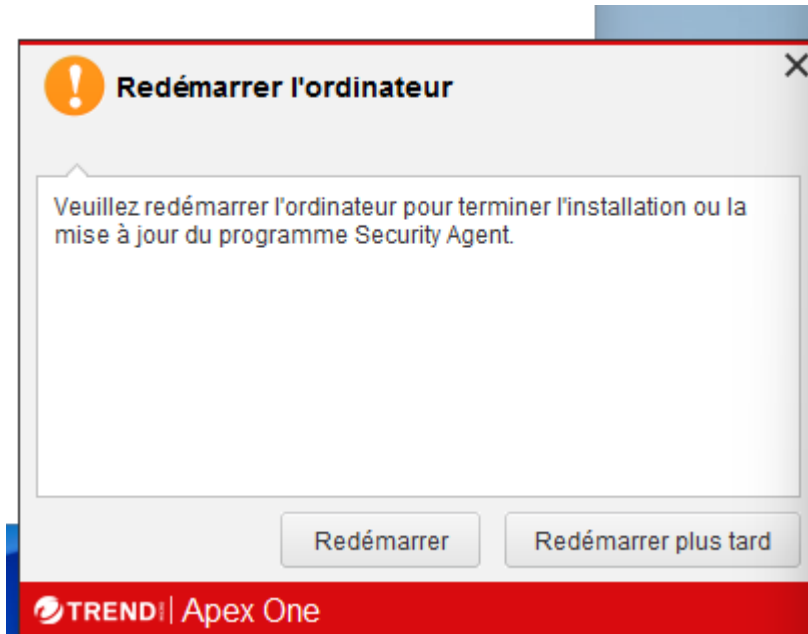 Redémarrer l'ordinateur
Veuillez redémarrer l'ordinateur pour terminer l'installation ou la
mise à jour du programme Security Agent.
Redémarrer
Redémarrer plus tard
TREND
Apex One